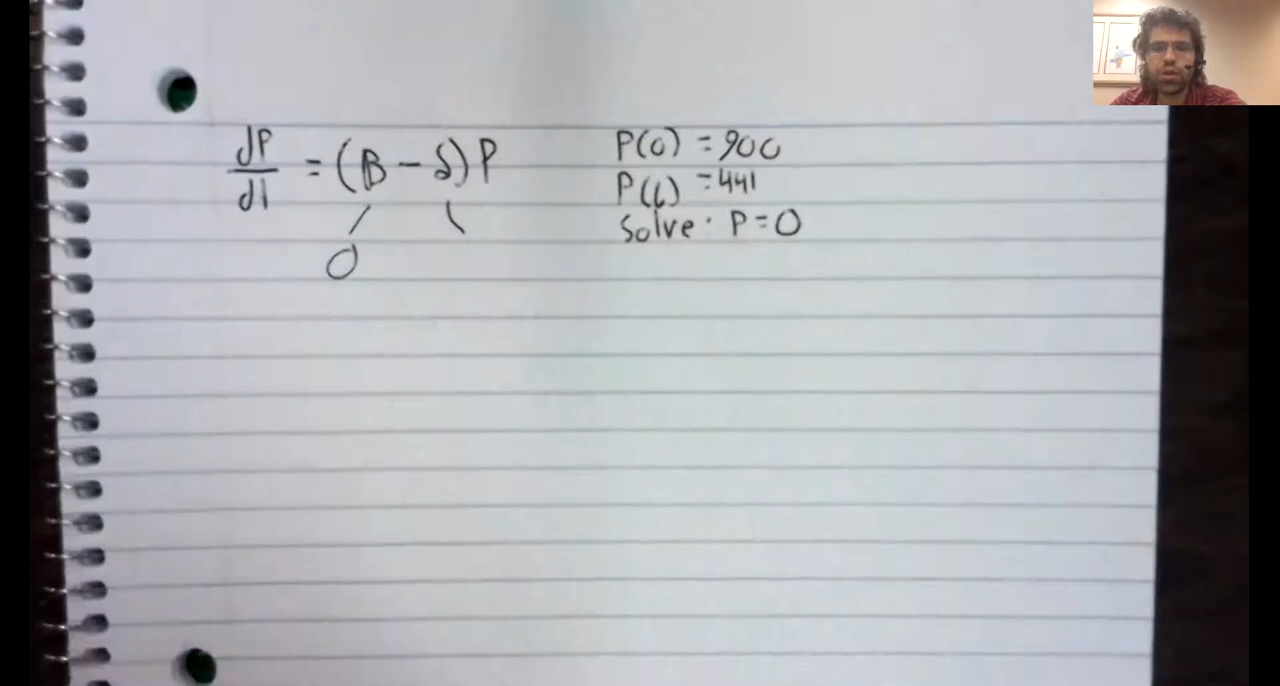 dP/dt = (B - δ)P
0
P(0) = 900
P(6) = 441
Solve: P=0